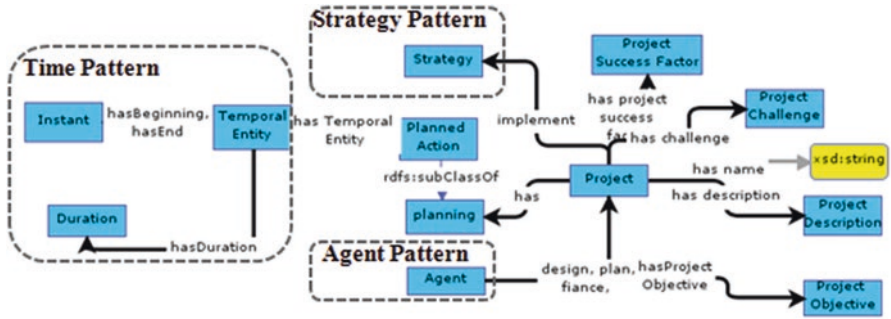 Time Pattern
Instant
hasBeginning,
hasEnd
Temporal
Entity
Duration
hasDuration
has Temporal
Entity
Strategy Pattern
Strategy
implement
Planned
Action
rdfs:subClassOf
planning
has
Agent Pattern
Agent
design, plan,
fiance,
Project
Project
Success Factor
has project
success
has challenge
Project
Challenge
has name
xsd:string
has description
Project
Description
hasProject
Objective
Project
Objective